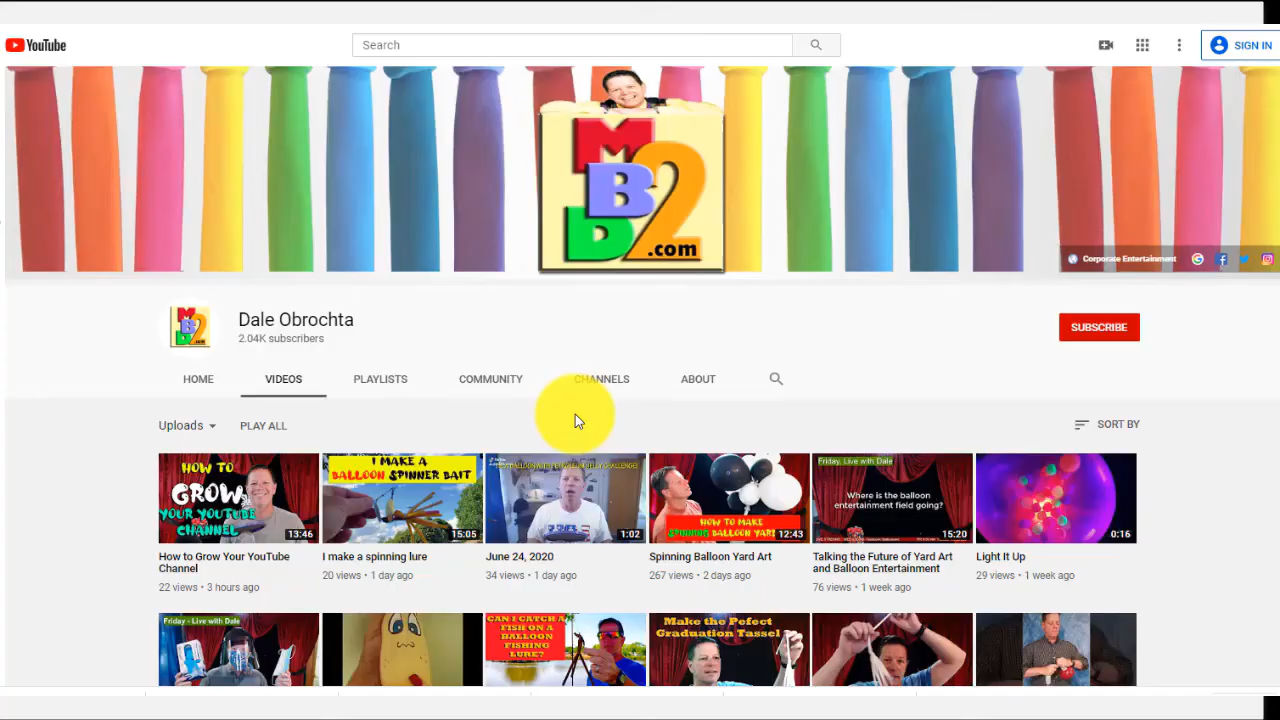 YouTube
Search
SIGN IN
M
B2
D
.com
Corporate Entertainment
Dale Obrochta
2.04K subscribers
SUBSCRIBE
HOME
VIDEOS
PLAYLISTS
COMMUNITY
CHANNELS
ABOUT
Uploads
PLAY ALL
SORT BY
HOW TO
GROW
YOUR YOUTUBE
CHANNEL
13:46
I MAKE A
BALLOON SPINNER BAIT
15:05
1:02
HOW TO MAKE
SPINNING BALLOON YARD
12:43
Friday, Live with Dale
Where is the balloon
entertainment field going?
15:20
0:16
How to Grow Your YouTube
Channel
22 views • 3 hours ago
I make a spinning lure
20 views • 1 day ago
June 24, 2020
34 views • 1 day ago
Spinning Balloon Yard Art
267 views • 2 days ago
Talking the Future of Yard Art
and Balloon Entertainment
76 views • 1 week ago
Light It Up
29 views • 1 week ago
Friday - Live with Dale
CAN I CATCH A
FISH ON A
BALLOON
FISHING
LURE?
Make the Pefect
Graduation Tassel